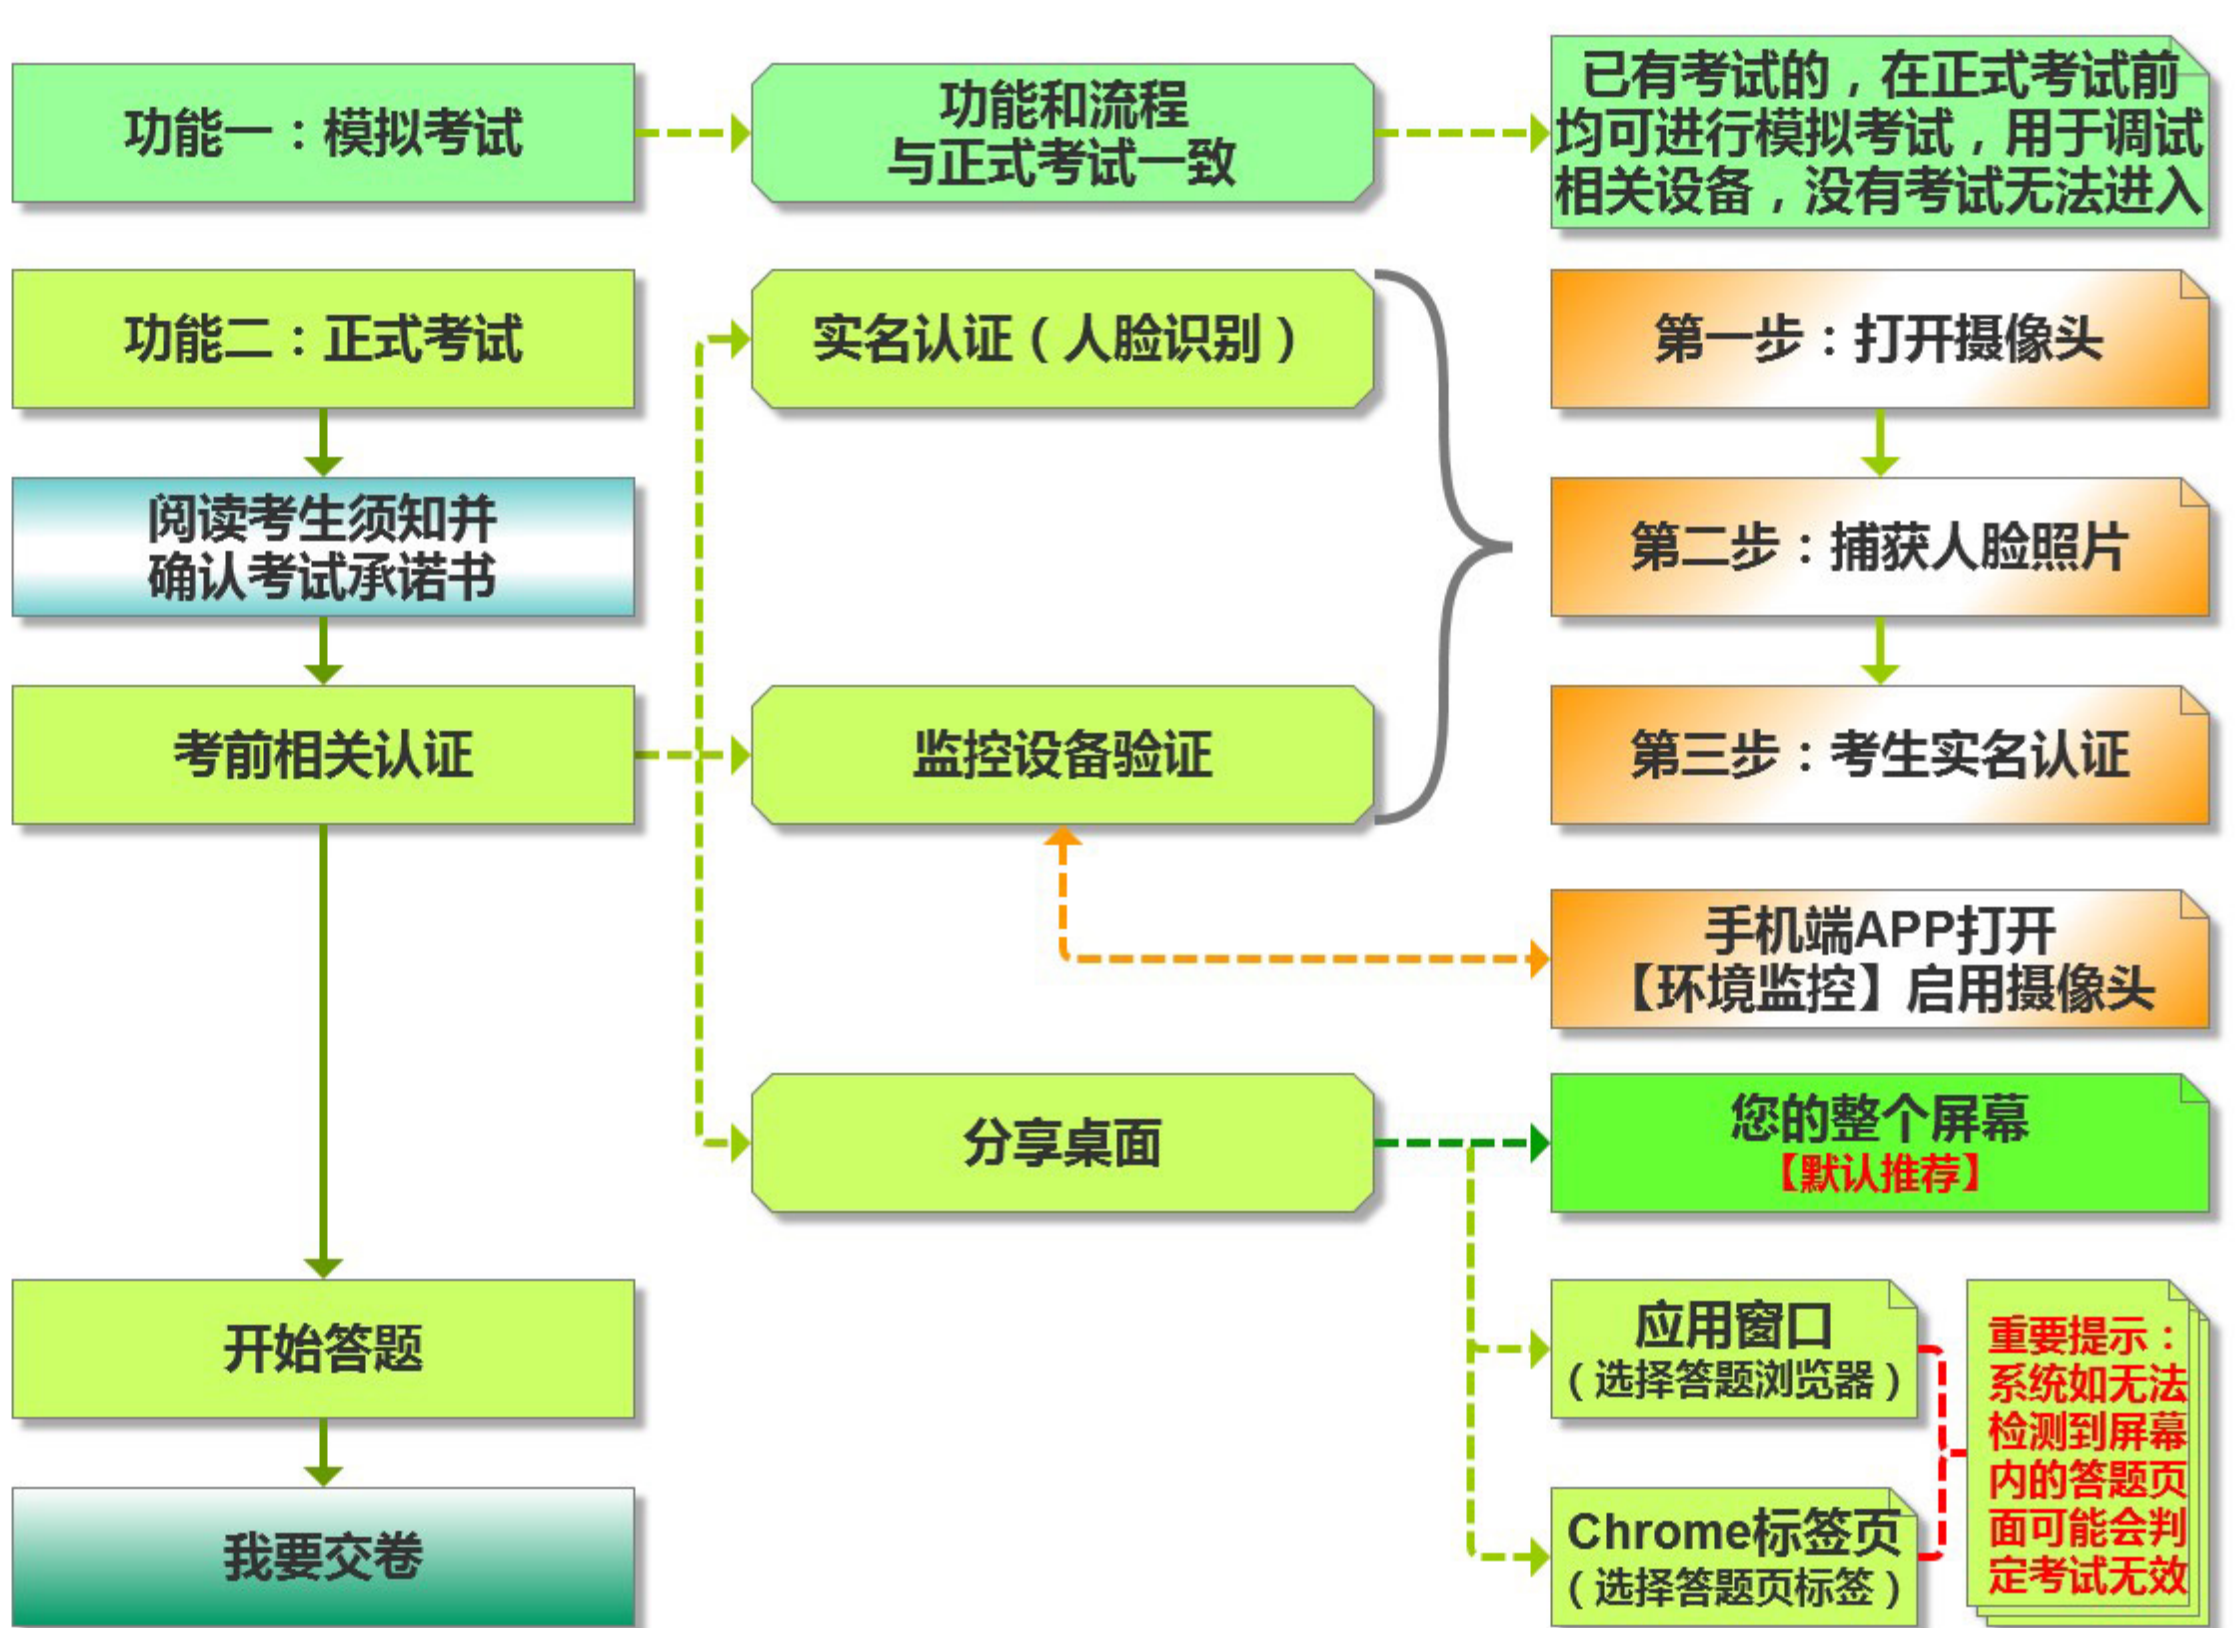 功能一：模拟考试
功能和流程
与正式考试一致
已有考试的，在正式考试前
均可进行模拟考试，用于调试
相关设备，没有考试无法进入
功能二：正式考试
实名认证（人脸识别）
第一步：打开摄像头
阅读考生须知并
确认考试承诺书
第二步：捕获人脸照片
考前相关认证
监控设备验证
第三步：考生实名认证
手机端APP打开
【环境监控】启用摄像头
分享桌面
您的整个屏幕
【默认推荐】
开始答题
应用窗口
（选择答题浏览器）
重要提示：
系统如无法
检测到屏幕
内的答题页
面可能会判
定考试无效
我要交卷
Chrome标签页
（选择答题页标签）